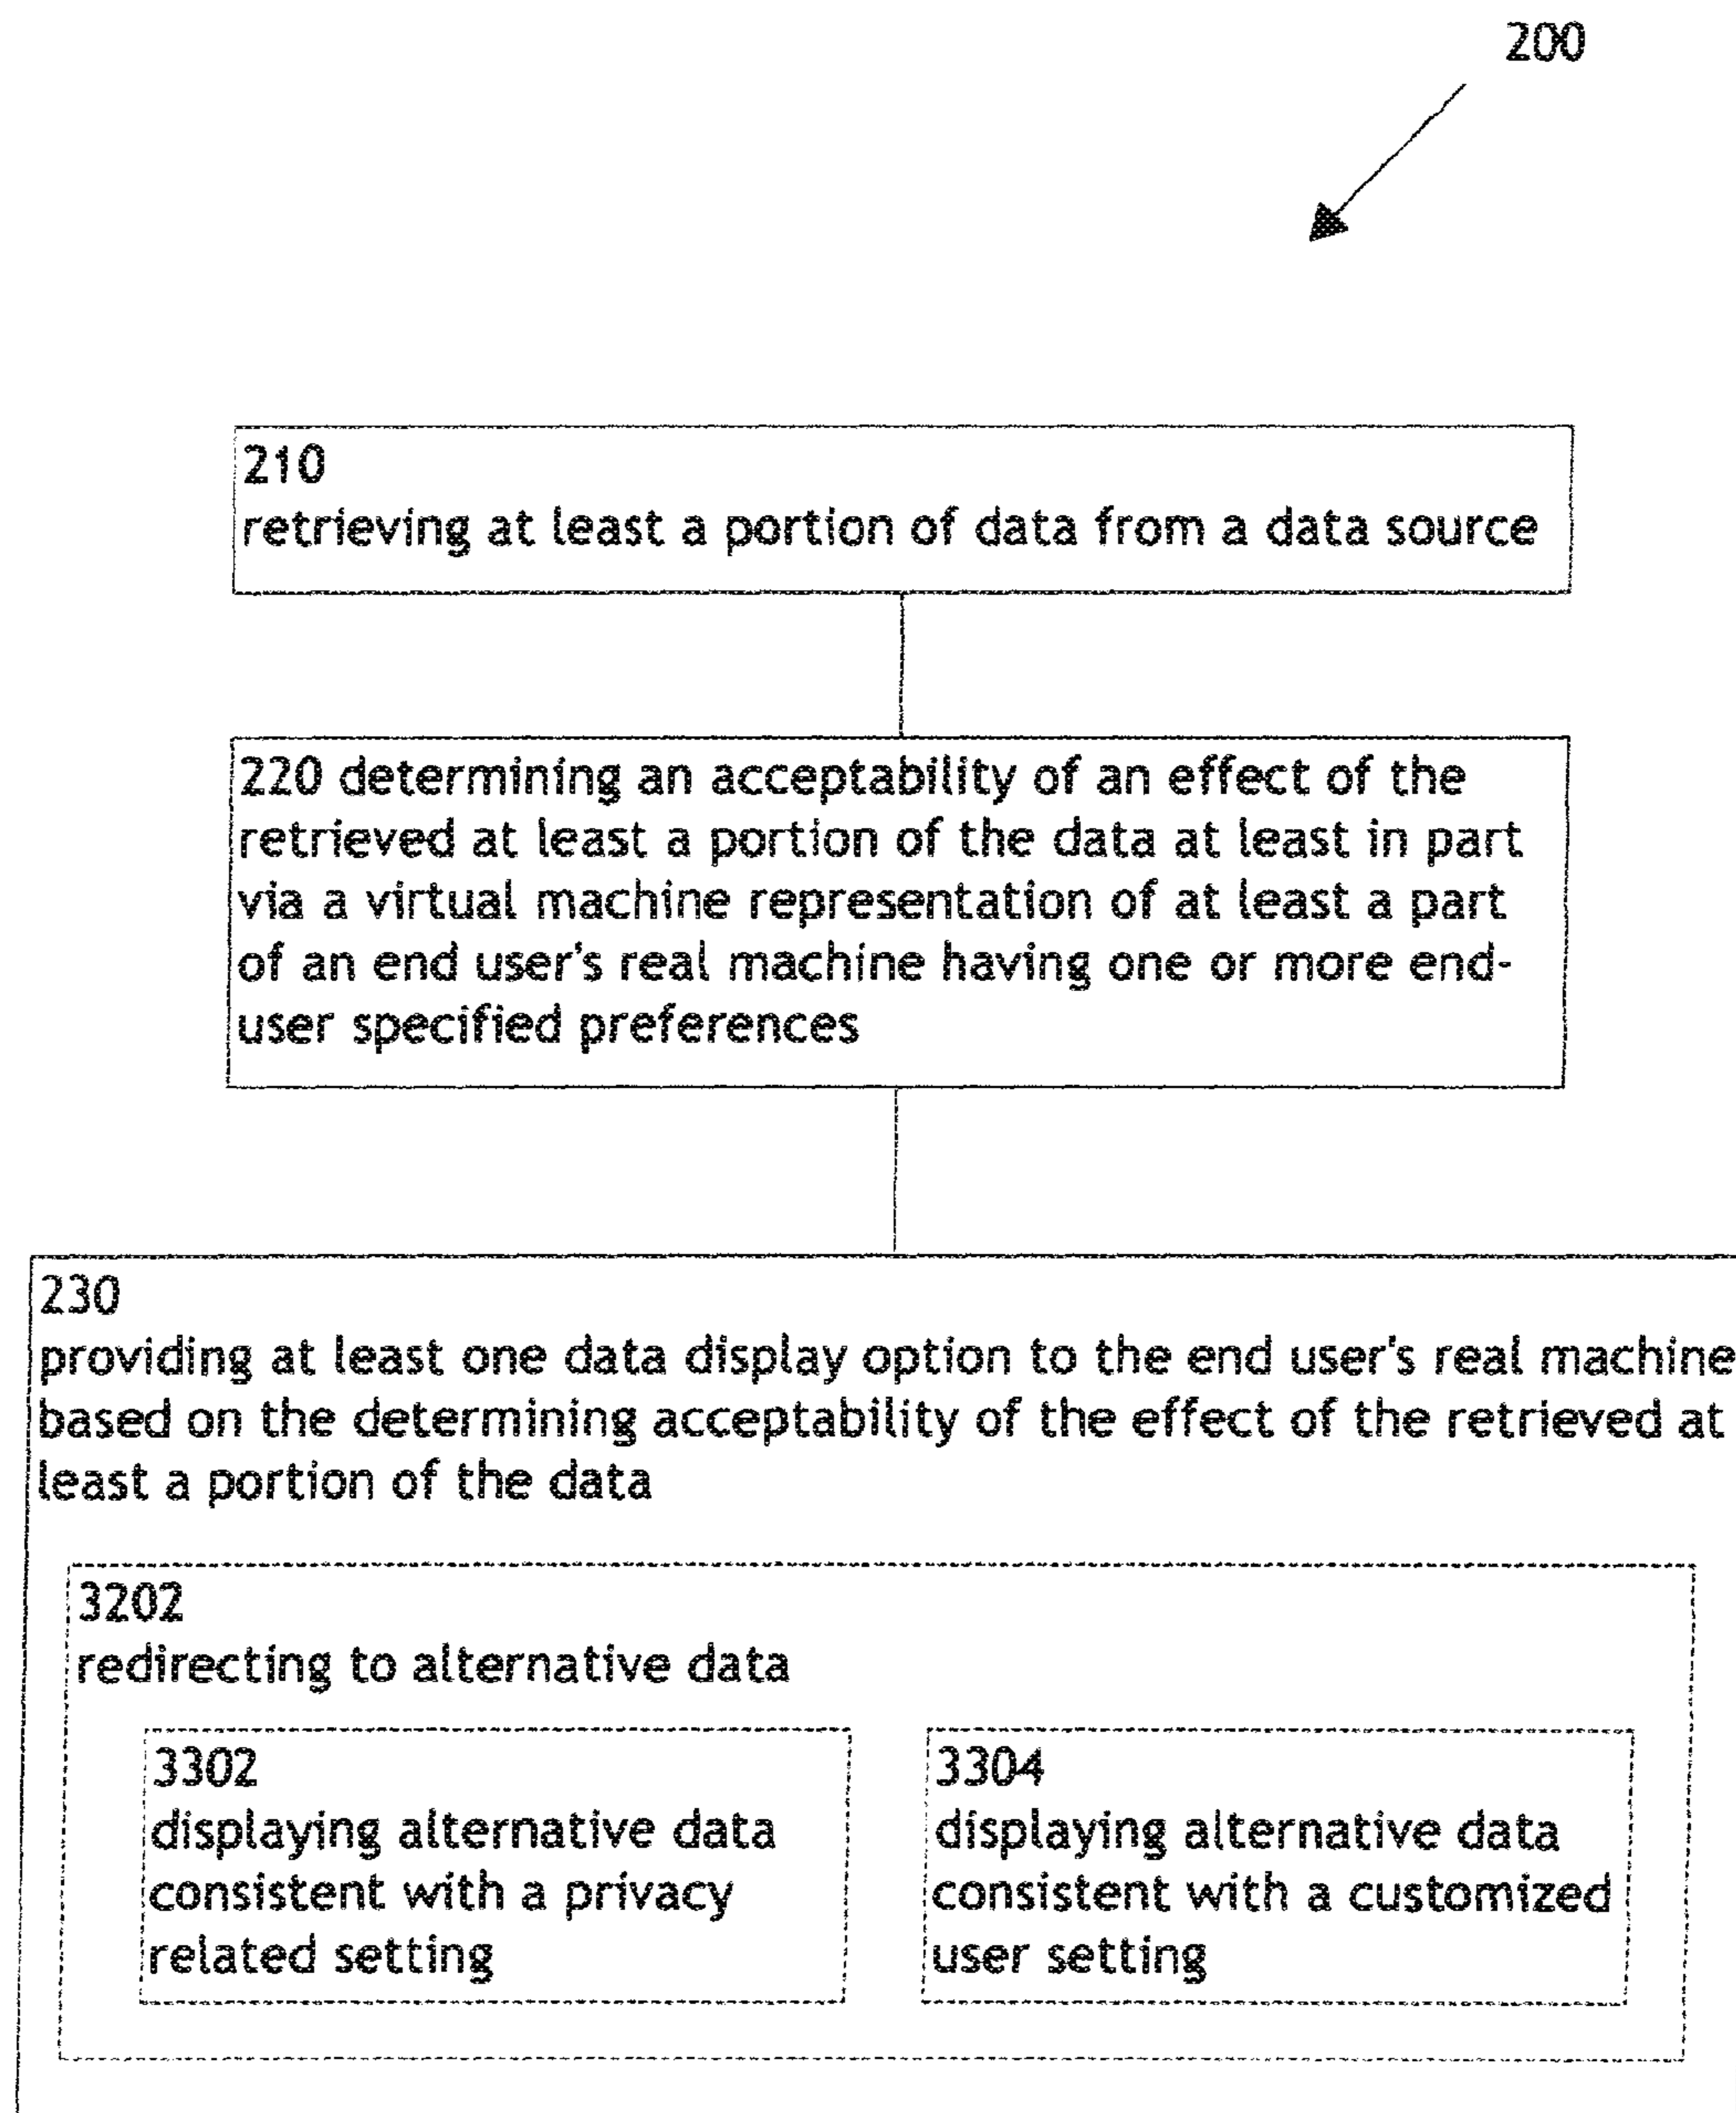 200
210
retrieving at least a portion of data from a data source
220 determining an acceptability of an effect of the
retrieved at least a portion of the data at least in part
via a virtual machine representation of at least a part
of an end user's real machine having one or more end-
user specified preferences
230
providing at least one data display option to the end user's real machine
based on the determining acceptability of the effect of the retrieved at
least a portion of the data
3202
redirecting to alternative data
3302
displaying alternative data
consistent with a privacy
related setting
3304
displaying alternative data
consistent with a customized
user setting